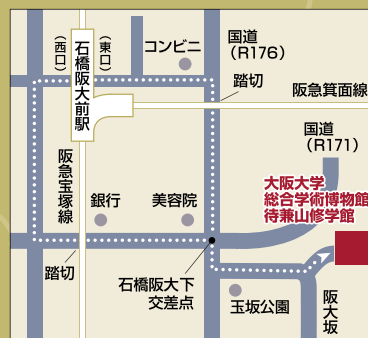 (西口)
石橋阪大前駅
(東口)
コンビニ
国道
(R176)
踏切
阪急箕面線
国道
(R171)
阪急宝塚線
銀行
美容院
大阪大学
総合学術博物館
待兼山修学館
踏切
石橋阪大下
交差点
玉坂公園
阪大坂